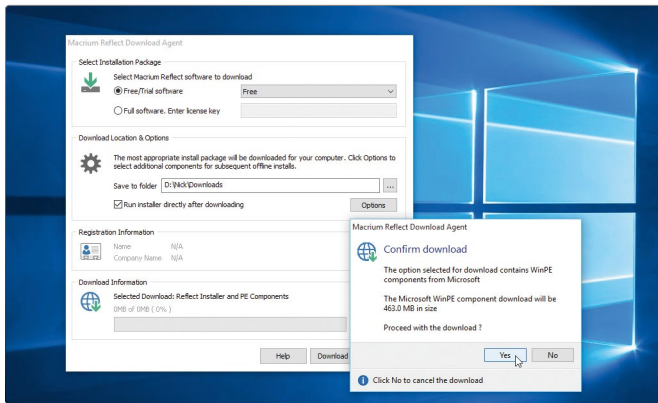 Macrium Reflect Download Agent
Select Installation Package
Select Macrium Reflect software to download
Free/Trial software
Free
Full software. Enter license key
Download Location & Options
The most appropriate install package will be downloaded for your computer. Click Options to
select additional components for subsequent offline installs.
Save to folder D:\Nick\Downloads ...
Run installer directly after downloading
Options
Registration Information
Name N/A
Company Name N/A
Download Information
Selected Download: Reflect Installer and PE Components
0MB of 0MB ( 0% )
Help Download
Macrium Reflect Download Agent
Confirm download
The option selected for download contains WinPE
components from Microsoft
The Microsoft WinPE component download will be
463.0 MB in size
Proceed with the download ?
Yes No
Click No to cancel the download